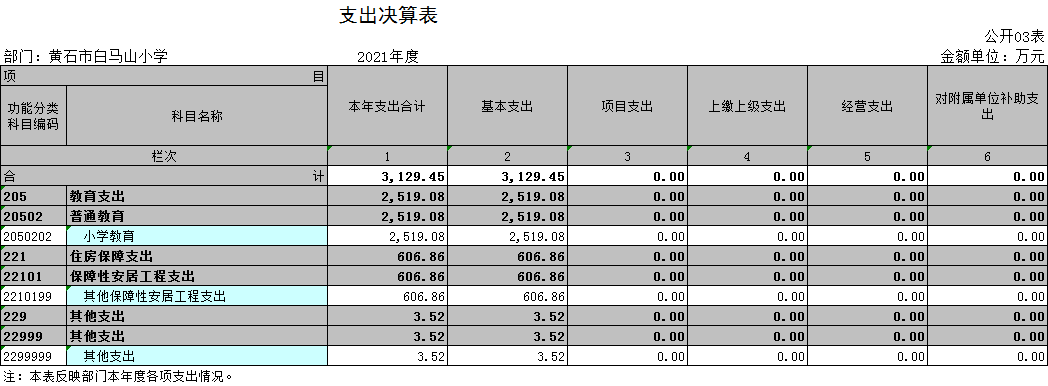 支出决算表
公开03表
部门：黄石市白马山小学 2021年度 金额单位：万元
项 目 本年支出合计 基本支出 项目支出 上缴上级支出 经营支出 对附属单位补助支出
功能分类科目编码 科目名称
栏次 1 2 3 4 5 6
合 计 3,129.45 3,129.45 0.00 0.00 0.00 0.00
205 教育支出 2,519.08 2,519.08 0.00 0.00 0.00 0.00
20502 普通教育 2,519.08 2,519.08 0.00 0.00 0.00 0.00
2050202 小学教育 2,519.08 2,519.08 0.00 0.00 0.00 0.00
221 住房保障支出 606.86 606.86 0.00 0.00 0.00 0.00
22101 保障性安居工程支出 606.86 606.86 0.00 0.00 0.00 0.00
2210199 其他保障性安居工程支出 606.86 606.86 0.00 0.00 0.00 0.00
229 其他支出 3.52 3.52 0.00 0.00 0.00 0.00
22999 其他支出 3.52 3.52 0.00 0.00 0.00 0.00
2299999 其他支出 3.52 3.52 0.00 0.00 0.00 0.00
注：本表反映部门本年度各项支出情况。